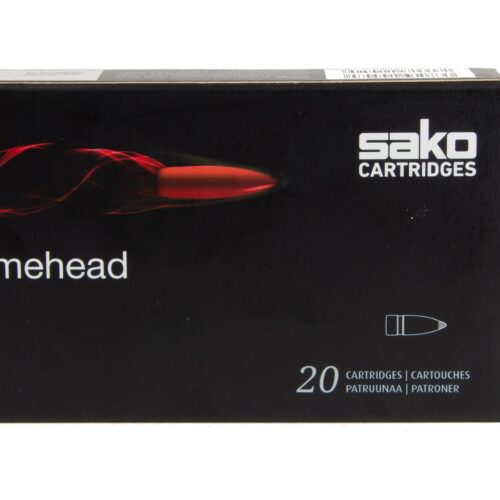 sako
CARTRIDGES
mehead
20 CARTRIDGES | CARTOUCHES
PATRUUNAA | PATRONER